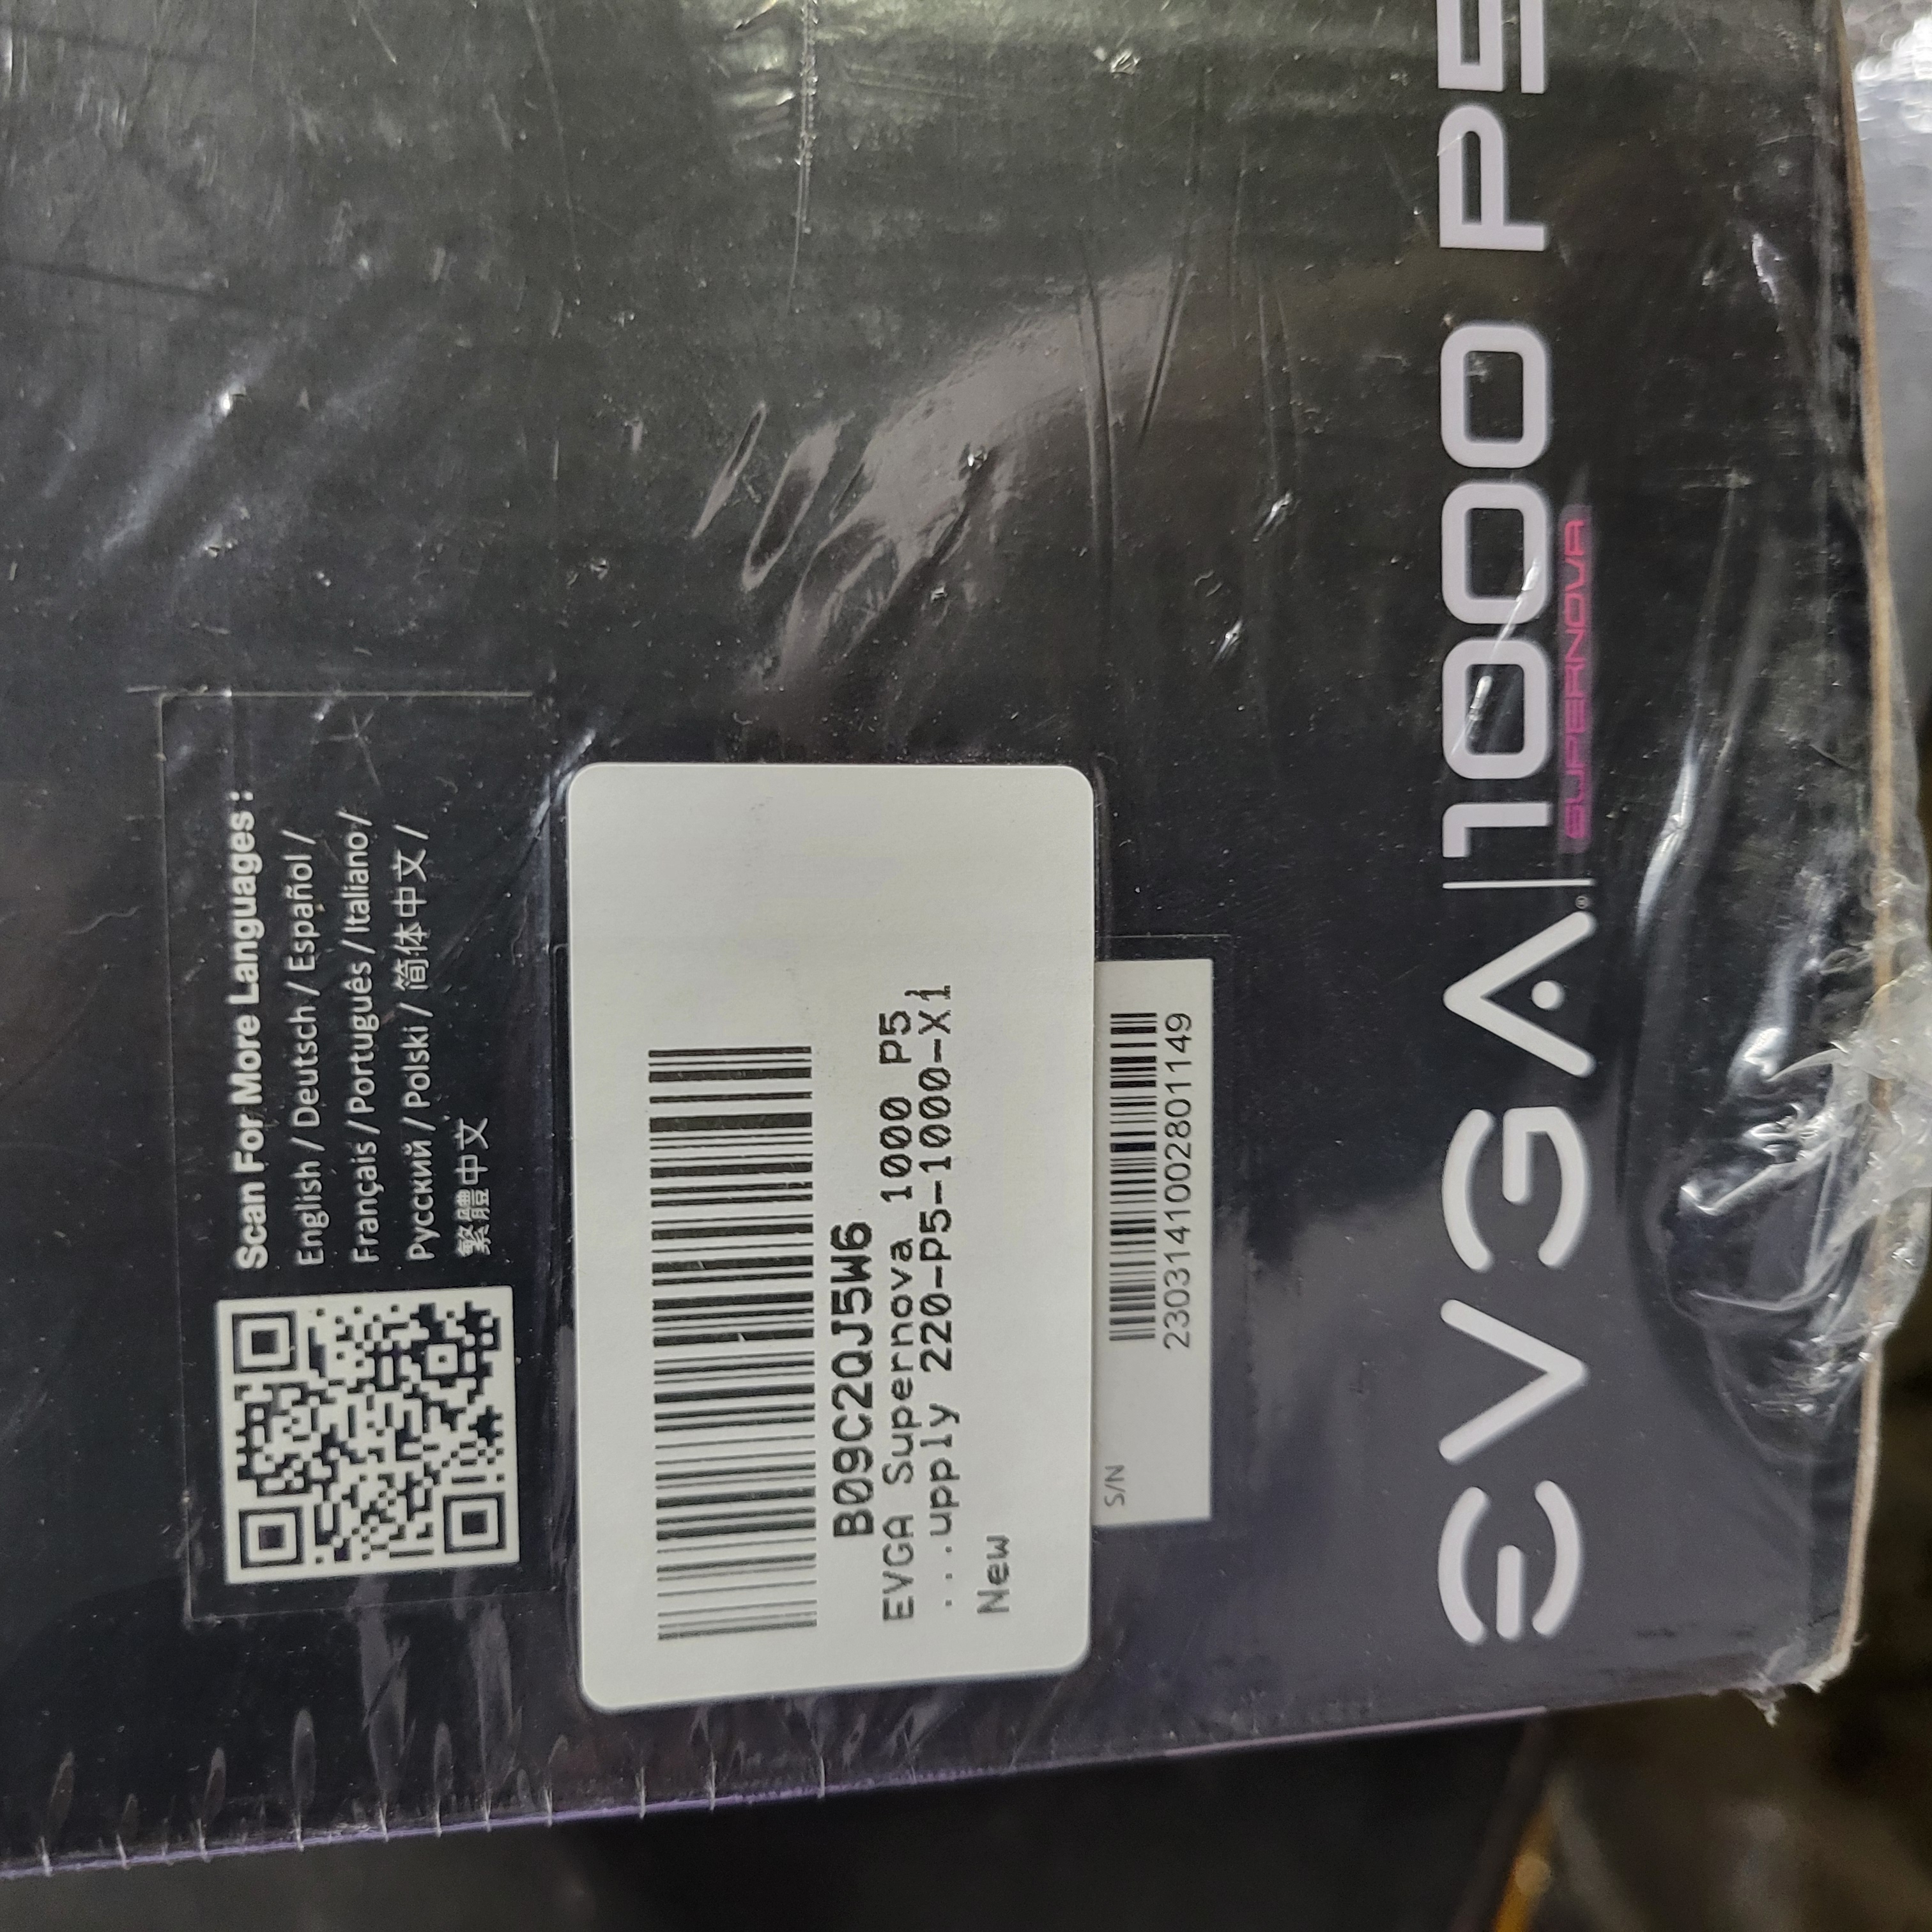 Scan For More Languages :
English / Deutsch / Español /
Français / Português / Italiano /
Русский / Polski / 简体中文 /
繁體中文
B09C2QJ5W6
EVGA Supernova 1000 P5,
...upply 220-P5-1000-X1
New
S/N
2303141002801149
EVGA® | 1000 P5
SUPERNOVA